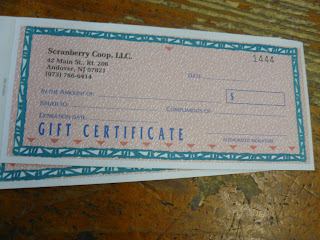 Scranberry Coop, LLC.
42 Main St., Rt. 206
Andover, NJ 07821
(973) 786-6414
1444
DATE
IN THE AMOUNT OF:
$
ISSUED TO:
COMPLIMENTS OF:
EXPIRATION DATE:
GIFT CERTIFICATE
AUTHORIZED SIGNATURE